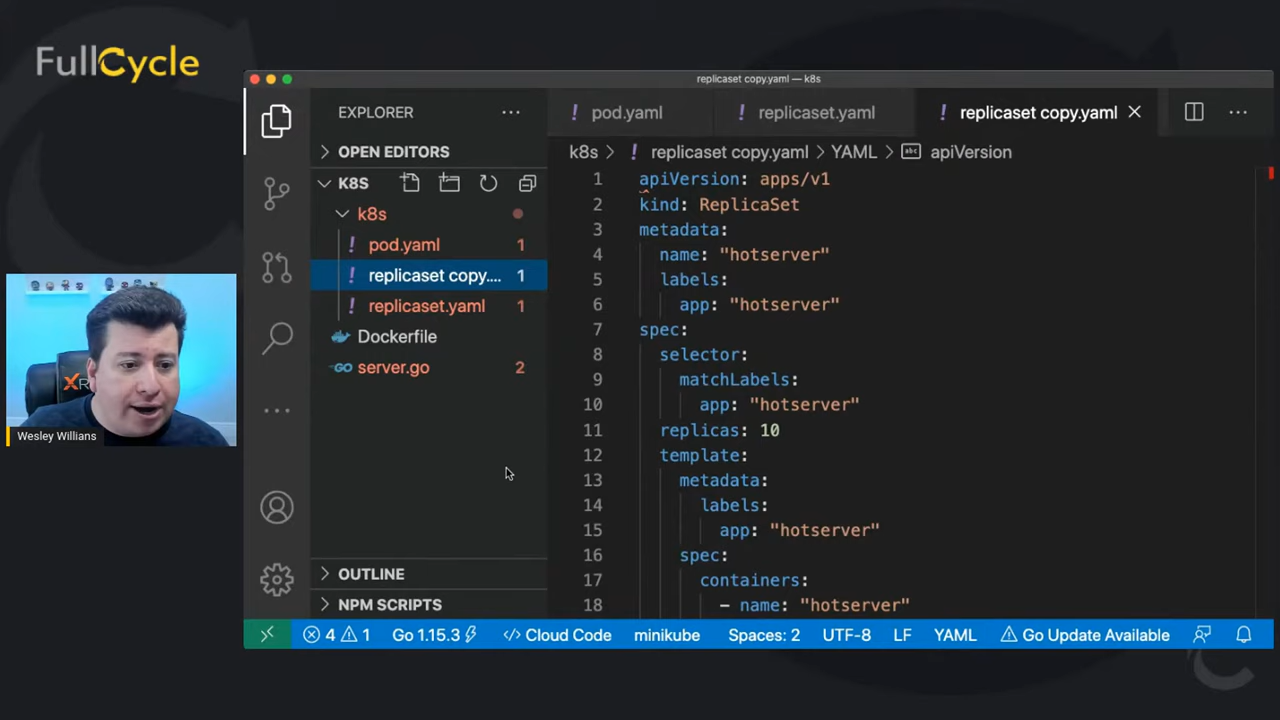 FullCycle
replicaset copy.yaml — k8s
EXPLORER
pod.yaml
replicaset.yaml
replicaset copy.yaml
OPEN EDITORS
k8s > ! replicaset copy.yaml > YAML > abc apiVersion
K8S
k8s
! pod.yaml 1
! replicaset copy.... 1
! replicaset.yaml 1
Dockerfile
GO server.go 2
OUTLINE
NPM SCRIPTS
1 apiVersion: apps/v1
2 kind: ReplicaSet
3 metadata:
4 name: "hotserver"
5 labels:
6 app: "hotserver"
7 spec:
8 selector:
9 matchLabels:
10 app: "hotserver"
11 replicas: 10
12 template:
13 metadata:
14 labels:
15 app: "hotserver"
16 spec:
17 containers:
18 - name: "hotserver"
4 1 Go 1.15.3 Cloud Code minikube Spaces: 2 UTF-8 LF YAML Go Update Available
Wesley Willians